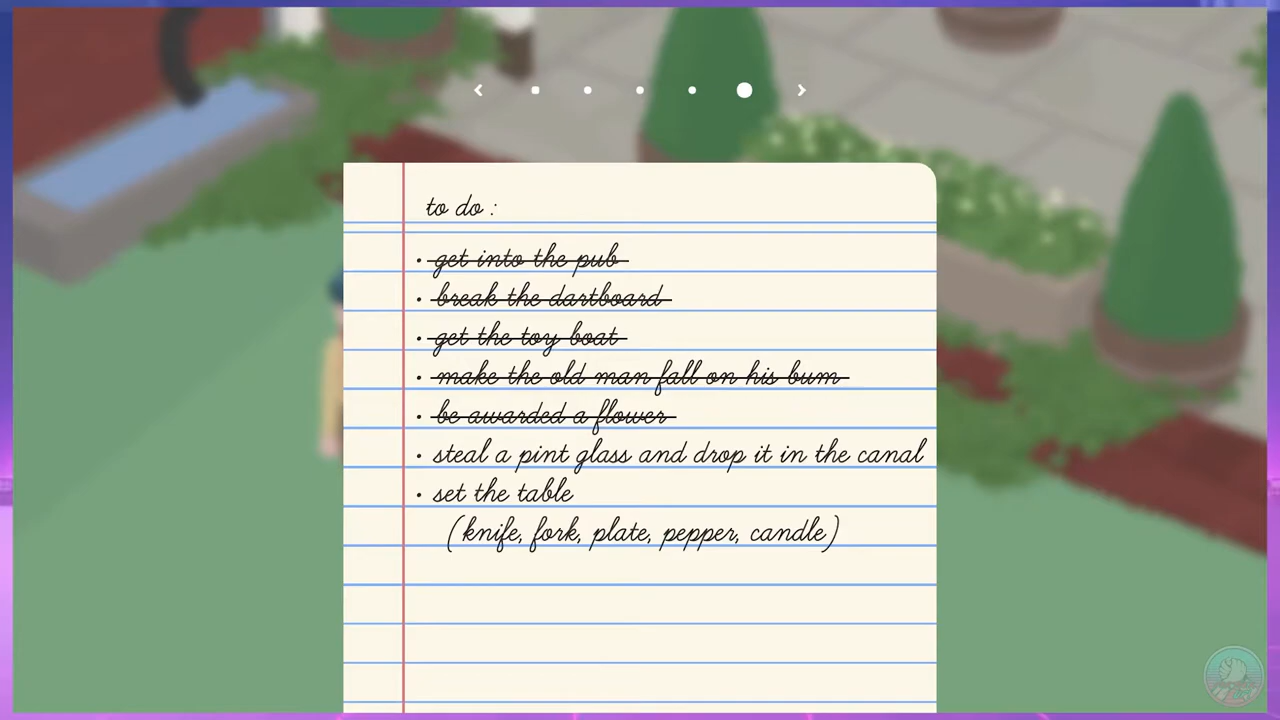 to do :
• get into the pub
• break the dartboard
• get the toy boat
• make the old man fall on his bum
• be awarded a flower
• steal a pint glass and drop it in the canal
• set the table
(knife, fork, plate, pepper, candle)